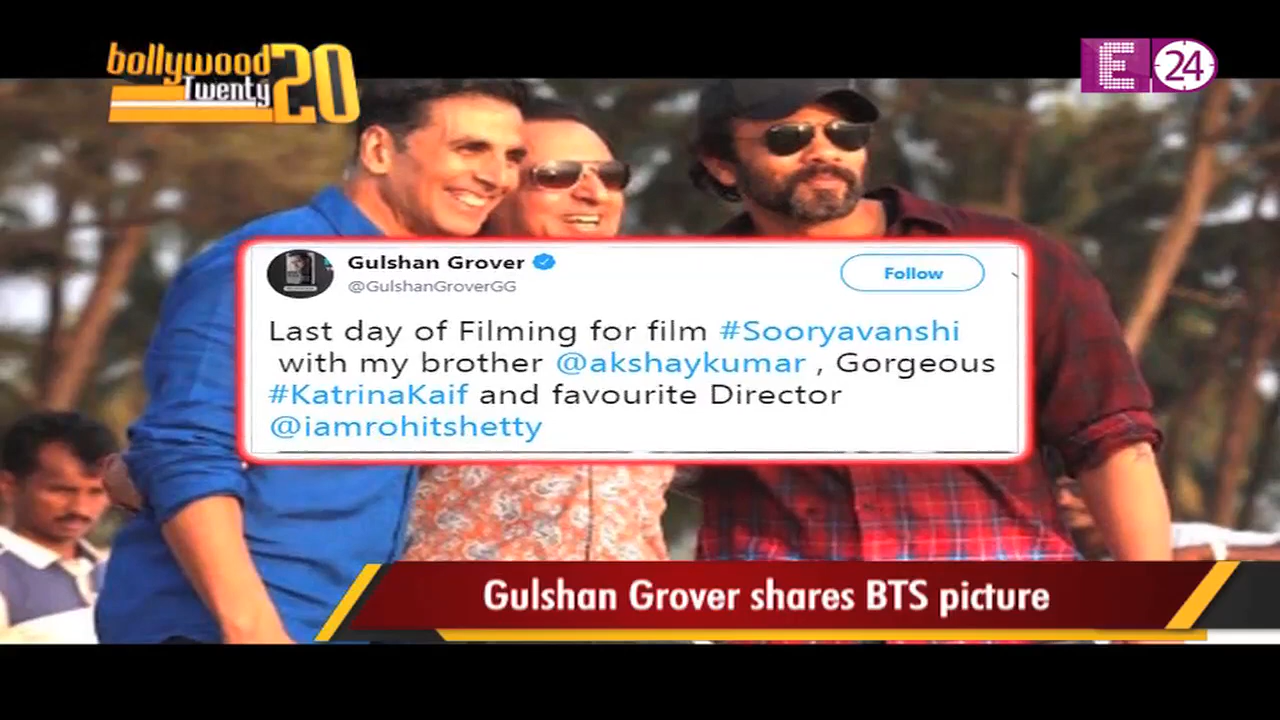 bollywood
Twenty
20
E 24
Gulshan Grover
@GulshanGroverGG
Follow
Last day of Filming for film #Sooryavanshi
with my brother @akshaykumar , Gorgeous
#KatrinaKaif and favourite Director
@iamrohitshetty
Gulshan Grover shares BTS picture